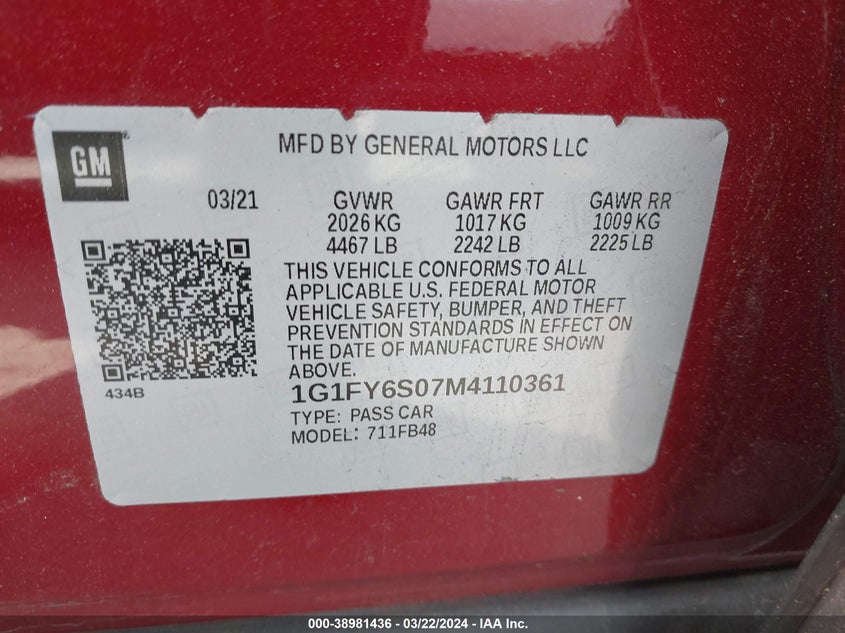 GM
MFD BY GENERAL MOTORS LLC
03/21 GVWR GAWR FRT GAWR RR
2026 KG 1017 KG 1009 KG
4467 LB 2242 LB 2225 LB
THIS VEHICLE CONFORMS TO ALL
APPLICABLE U.S. FEDERAL MOTOR
VEHICLE SAFETY, BUMPER, AND THEFT
PREVENTION STANDARDS IN EFFECT ON
THE DATE OF MANUFACTURE SHOWN
ABOVE.
434B
1G1FY6S07M4110361
TYPE: PASS CAR
MODEL: 711FB48
000-38981436 - 03/22/2024 - IAA Inc.